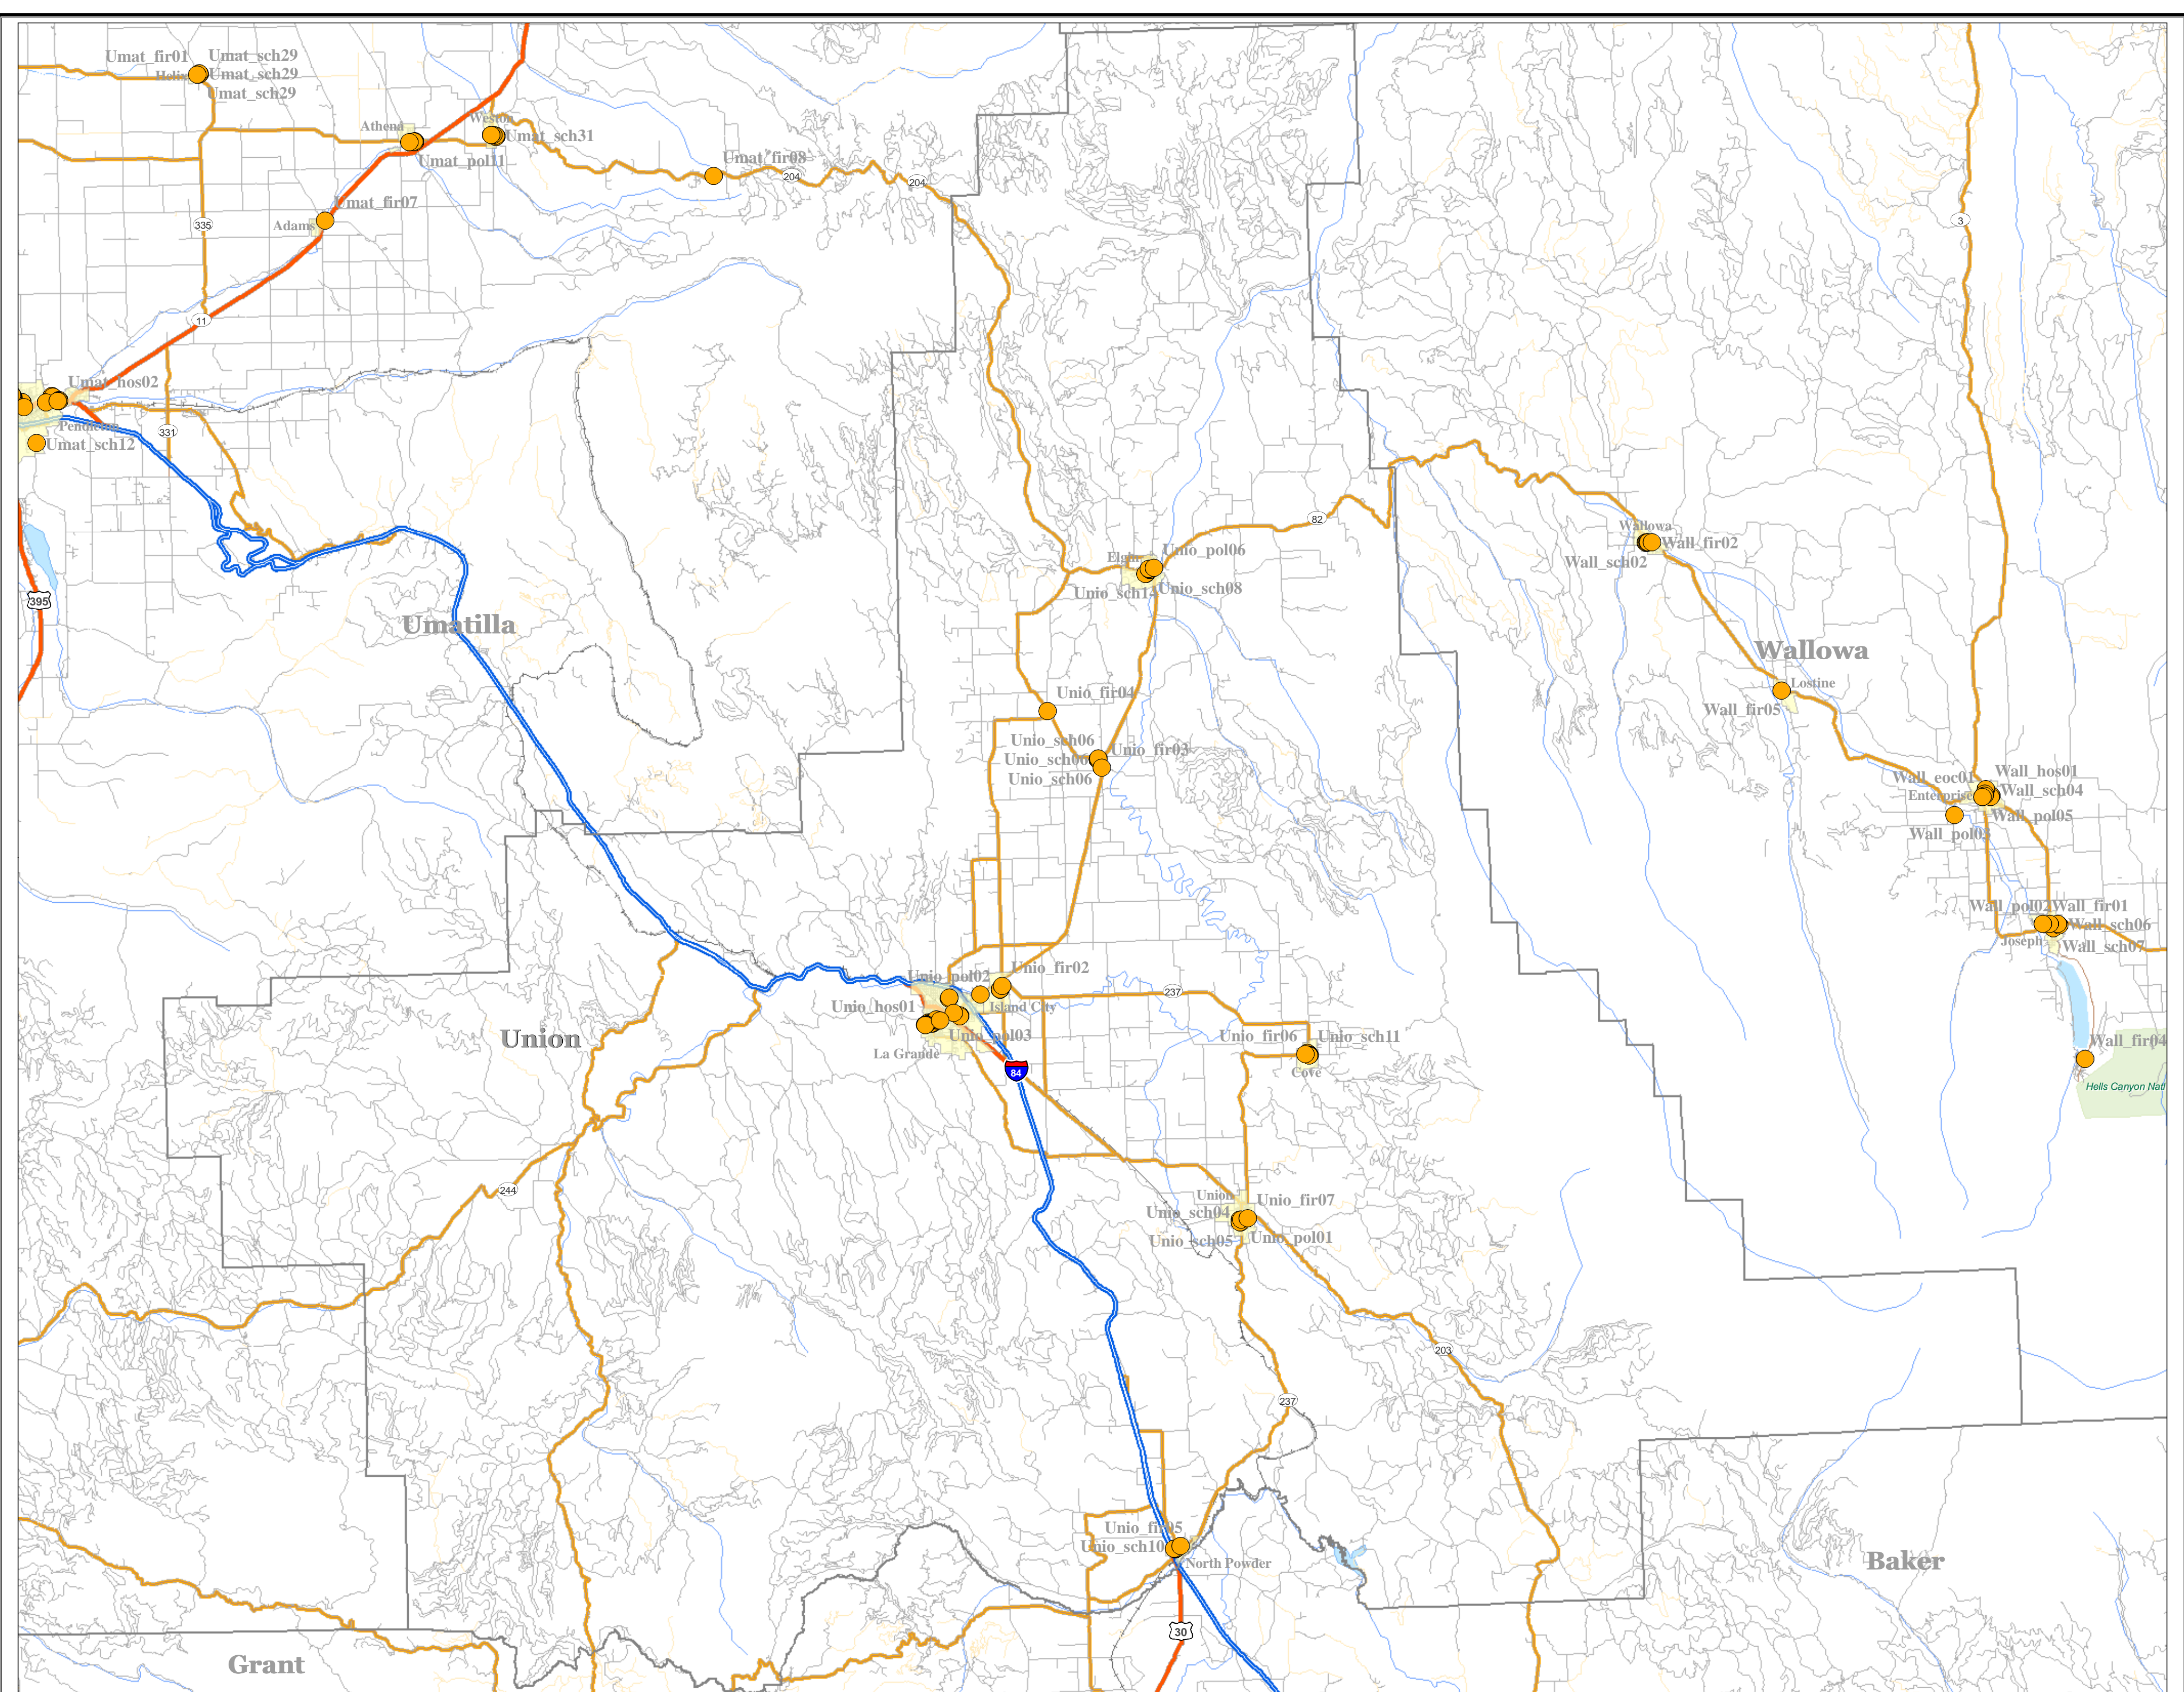 Umat_fir01 Umat_sch29
Helix Umat_sch29
Umat_sch29
Athena
Weston
Umat_sch31
Umat_pol11
Umat_fir08
204
204
Umat_fir07
Adams
335
3
11
Umat_hos02
Pendleton
331
Umat_sch12
82
Wallowa
Wall_fir02
Wall_sch02
Elgin
Unio_pol06
Unio_sch14
Unio_sch08
395
Umatilla
Wallowa
Lostine
Wall_fir05
Unio_fir04
Unio_sch06
Unio_sch06
Unio_fir03
Unio_sch06
Wall_eoc01
Wall_hos01
Enterprise
Wall_sch04
Wall_pol05
Wall_pol03
Wall_pol02
Wall_fir01
Wall_sch06
Joseph
Wall_sch07
Unio_pol02
Unio_fir02
237
Unio_hos01
Island City
Unio_pol03
La Grande
Union
Unio_fir06
Unio_sch11
Cove
84
Wall_fir04
Hells Canyon Natl
244
Union
Unio_fir07
Unio_sch04
Unio_sch05
Unio_pol01
203
237
Unio_fir05
Unio_sch10
North Powder
Baker
30
Grant